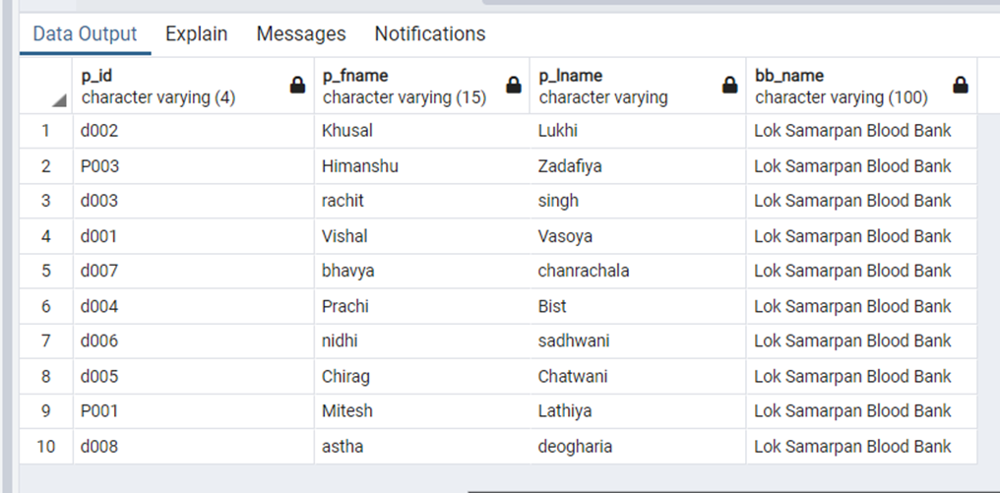 Data Output Explain Messages Notifications
p_id p_fname p_lname bb_name
character varying (4) character varying (15) character varying character varying (100)
1 d002 Khusal Lukhi Lok Samarpan Blood Bank
2 P003 Himanshu Zadafiya Lok Samarpan Blood Bank
3 d003 rachit singh Lok Samarpan Blood Bank
4 d001 Vishal Vasoya Lok Samarpan Blood Bank
5 d007 bhavya chanrachala Lok Samarpan Blood Bank
6 d004 Prachi Bist Lok Samarpan Blood Bank
7 d006 nidhi sadhwani Lok Samarpan Blood Bank
8 d005 Chirag Chatwani Lok Samarpan Blood Bank
9 P001 Mitesh Lathiya Lok Samarpan Blood Bank
10 d008 astha deogharia Lok Samarpan Blood Bank